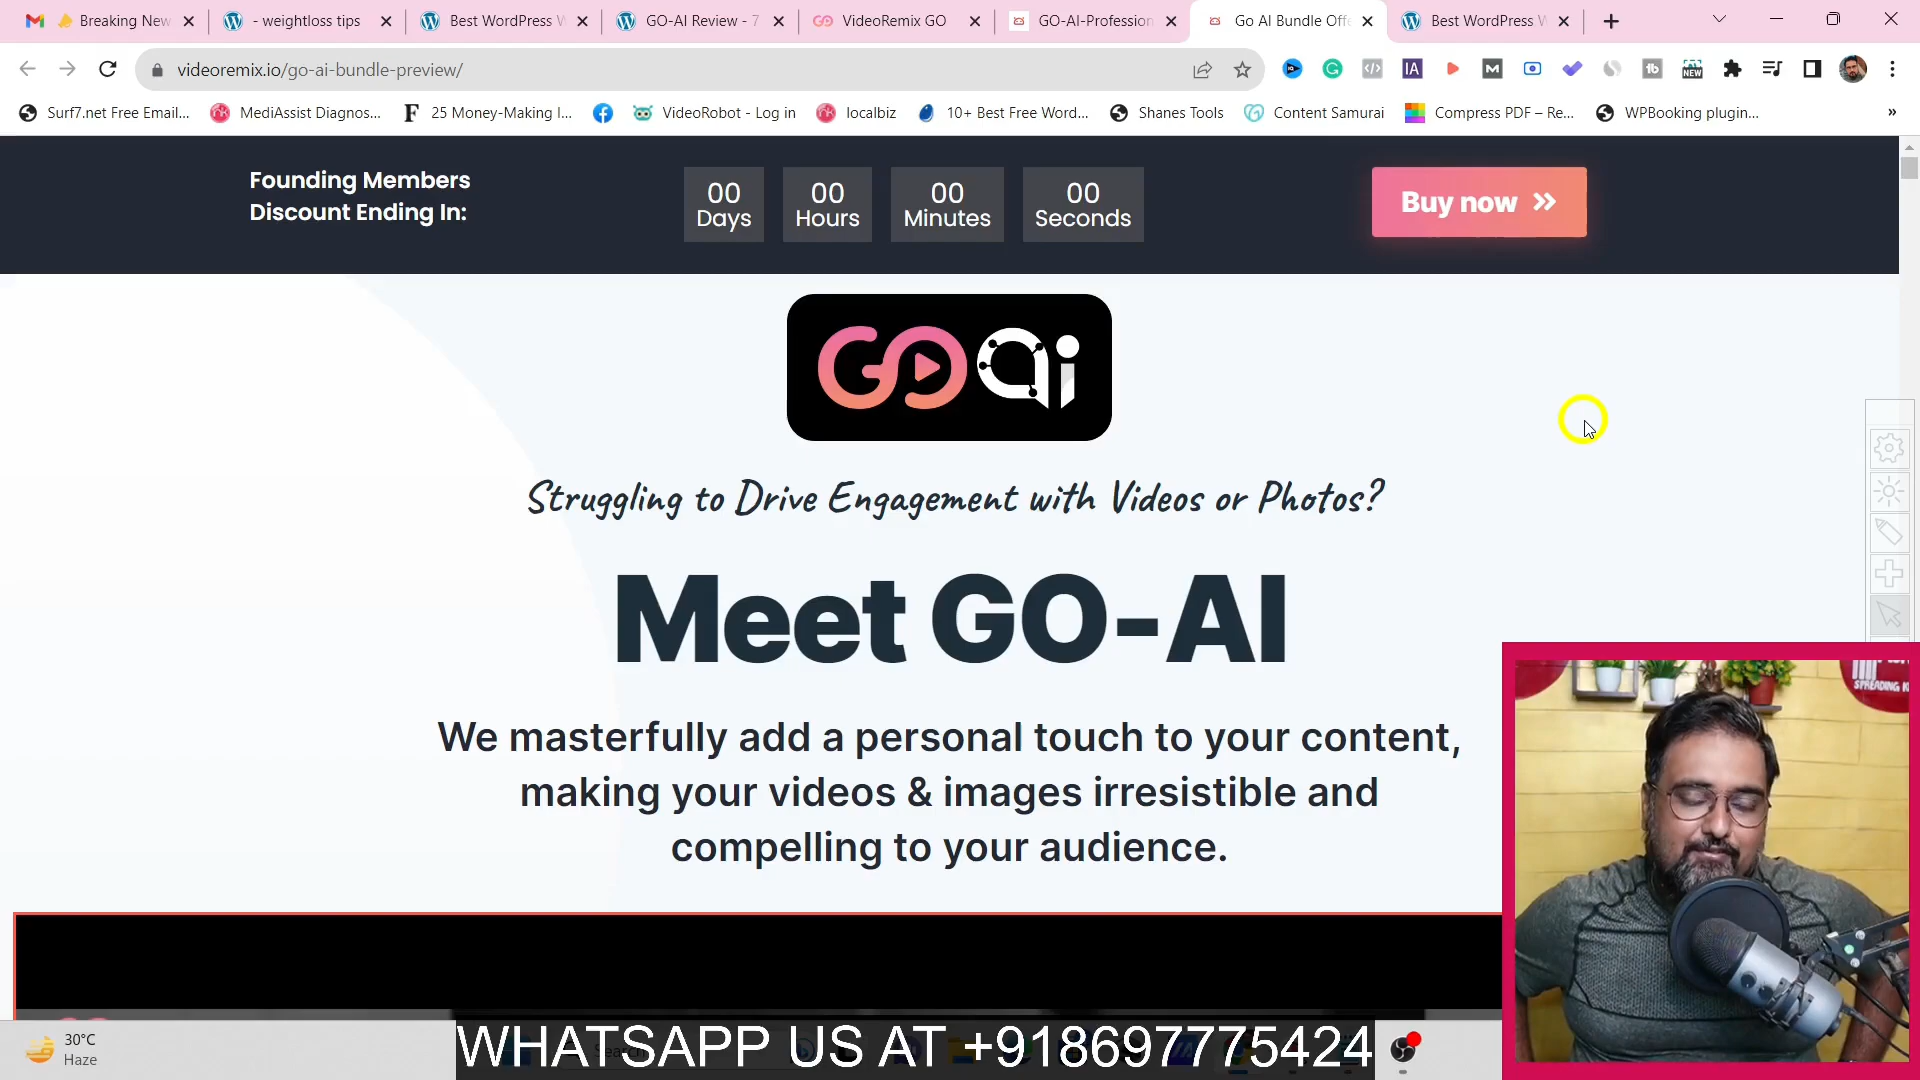 Breaking New
- weightloss tips
Best WordPress W
GO-AI Review - 7
VideoRemix GO
GO-AI-Profession
Go AI Bundle Offe
Best WordPress W
videoremix.io/go-ai-bundle-preview/
Surf7.net Free Email...
MediAssist Diagnos...
25 Money-Making I...
VideoRobot - Log in
localbiz
10+ Best Free Word...
Shanes Tools
Content Samurai
Compress PDF – Re...
WPBooking plugin...
»
Founding Members
Discount Ending In:
00 00 00 00
Days Hours Minutes Seconds
Buy now »
GO ai
Struggling to Drive Engagement with Videos or Photos?
Meet GO-AI
We masterfully add a personal touch to your content,
making your videos & images irresistible and
compelling to your audience.
SPREADING K
30°C
Haze
WHATSAPP US AT +918697775424